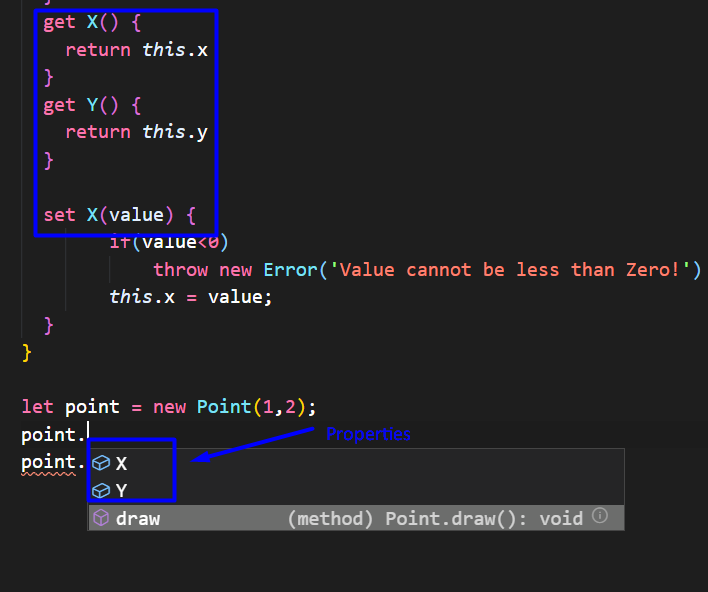 }
get X() {
return this.x
}
get Y() {
return this.y
}
set X(value) {
if(value<0)
throw new Error('Value cannot be less than Zero!')
this.x = value;
}
}
let point = new Point(1,2);
point.
Properties
point.
X
Y
draw (method) Point.draw(): void